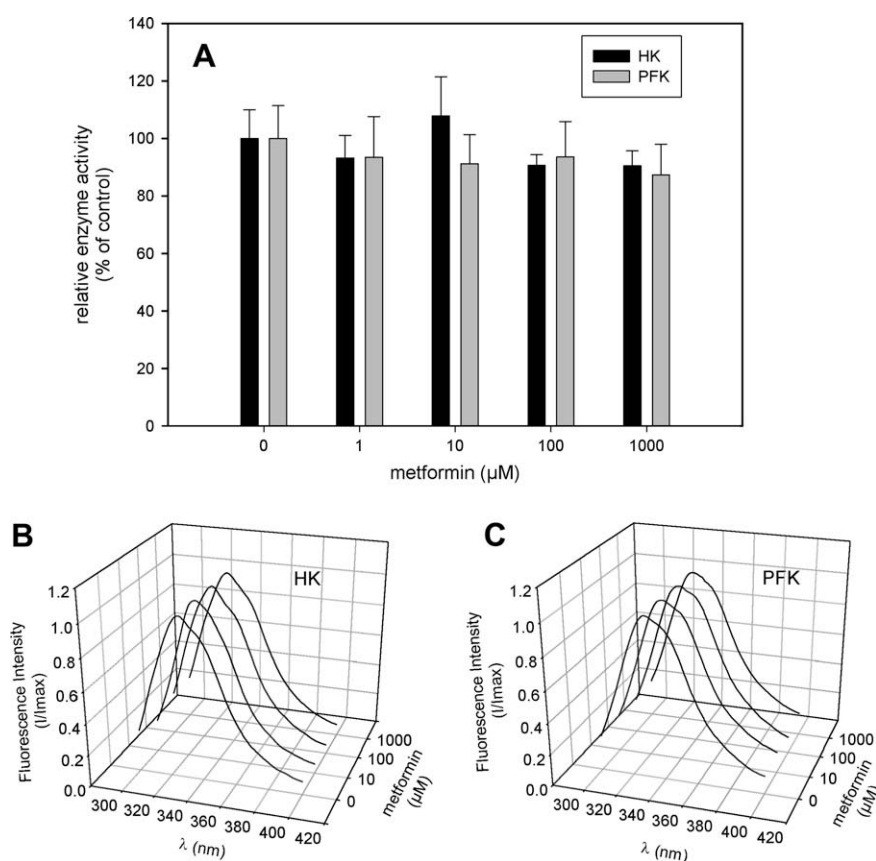 A
HK
PFK
relative enzyme activity
(% of control)
140
120
100
80
60
40
20
0
0 1 10 100 1000
metformin (µM)
B
HK
Fluorescence Intensity
(I/Imax)
1.2
1.0
0.8
0.6
0.4
0.2
0.0
300 320 340 360 380 400 420
λ (nm)
0
10
100
1000
metformin
(µM)
C
PFK
Fluorescence Intensity
(I/Imax)
1.2
1.0
0.8
0.6
0.4
0.2
0.0
300 320 340 360 380 400 420
λ (nm)
0
10
100
1000
metformin
(µM)